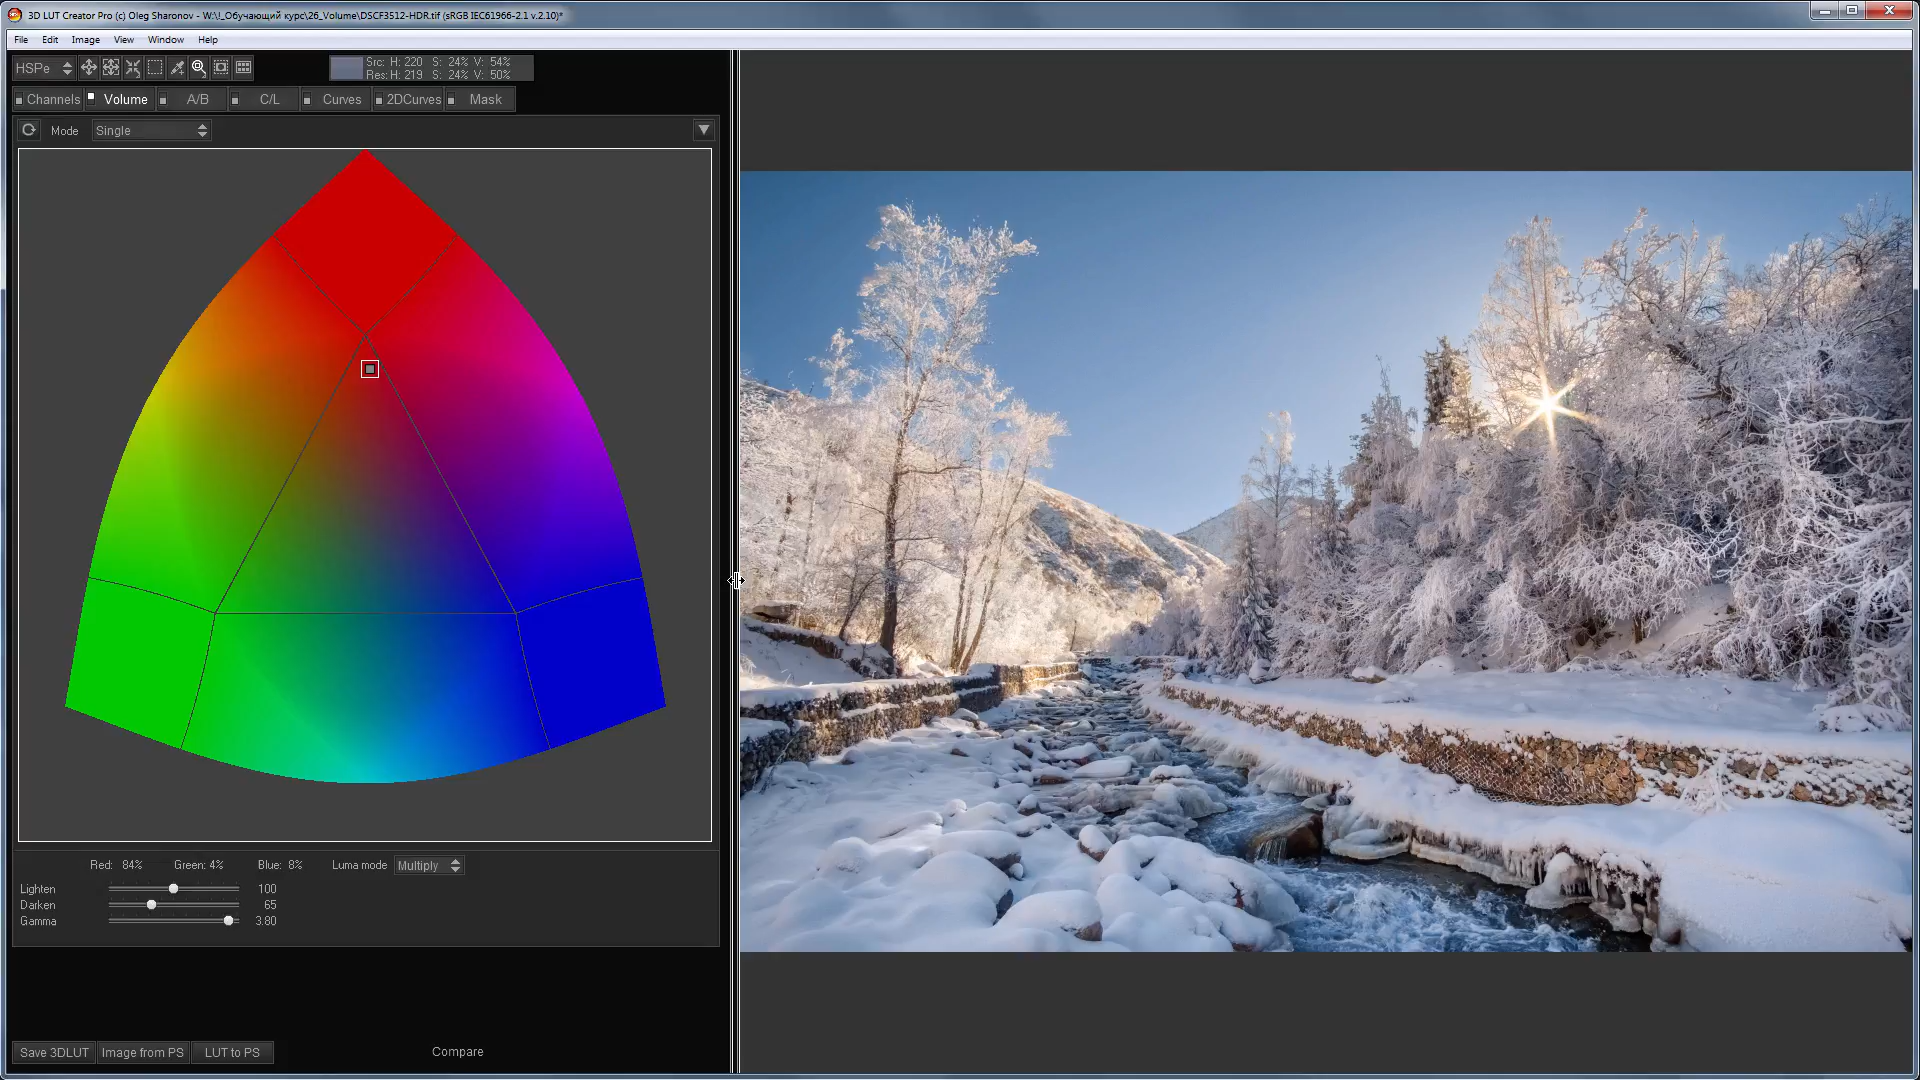 3D LUT Creator Pro (c) Oleg Sharonov - W:\!_Обучающий курс\26_Volume\DSCF3512-HDR.tif (sRGB IEC61966-2.1 v.2.10)*
File Edit Image View Window Help
HSPe
Src: H: 220 S: 24% V: 54%
Res: H: 219 S: 24% V: 50%
Channels Volume A/B C/L Curves 2DCurves Mask
Mode Single
Red: 84% Green: 4% Blue: 8% Luma mode Multiply
Lighten 100
Darken 65
Gamma 3.80
Save 3DLUT Image from PS LUT to PS Compare